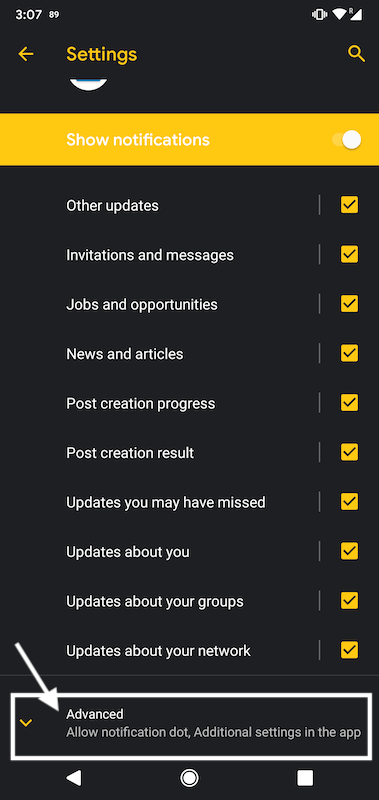 3:07 89
R
Settings
Show notifications
Other updates
Invitations and messages
Jobs and opportunities
News and articles
Post creation progress
Post creation result
Updates you may have missed
Updates about you
Updates about your groups
Updates about your network
Advanced
Allow notification dot, Additional settings in the app